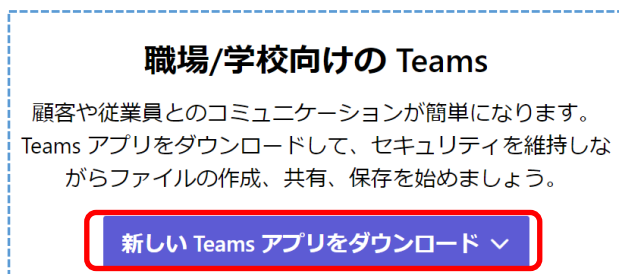 職場/学校向けの Teams
顧客や従業員とのコミュニケーションが簡単になります。
Teams アプリをダウンロードして、セキュリティを維持しな
がらファイルの作成、共有、保存を始めましょう。
新しい Teams アプリをダウンロード